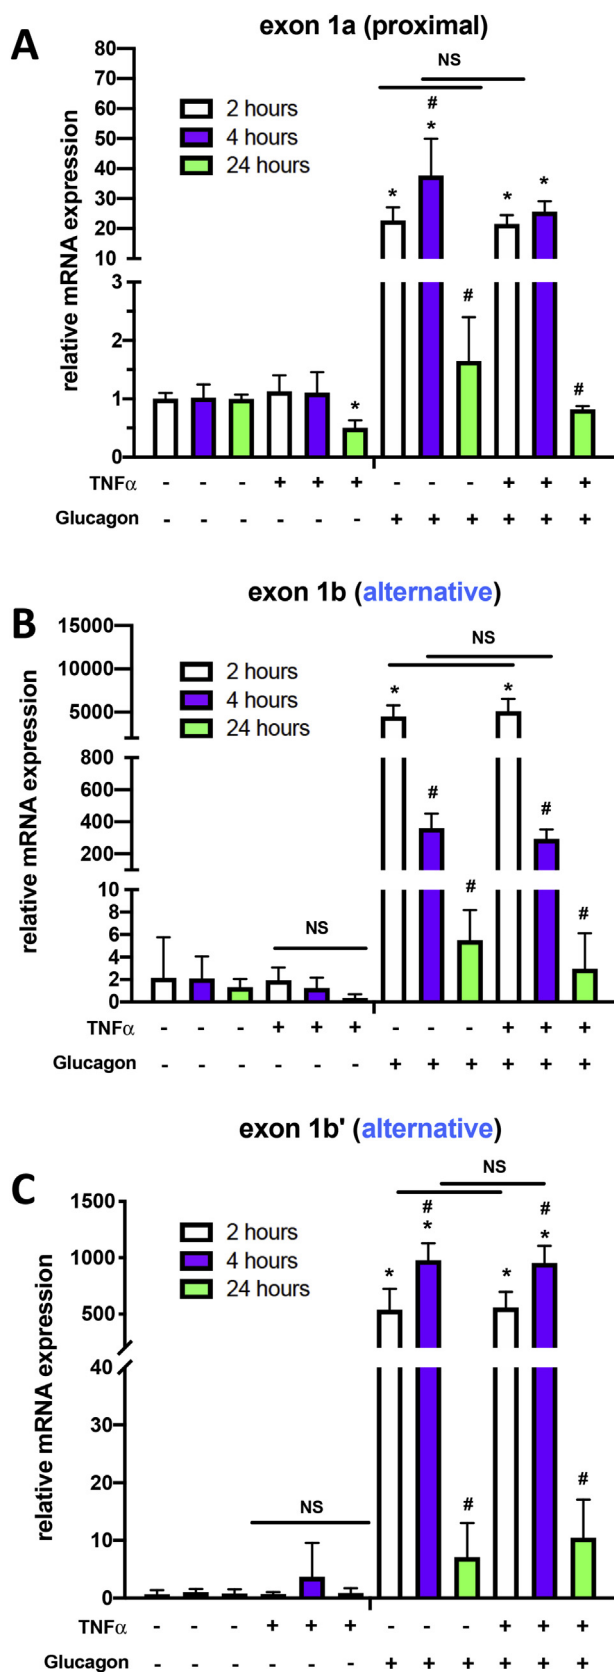 A
exon 1a (proximal)
relative mRNA expression
80
70
60
50
40
30
20
10
3
2
1
0
2 hours
4 hours
24 hours
NS
* # * # * * # *
TNFα - - - + + + - - - + + +
Glucagon - - - - - - + + + + + +
B
exon 1b (alternative)
relative mRNA expression
15000
10000
5000
800
600
400
200
10
8
6
4
2
0
2 hours
4 hours
24 hours
NS
NS
* # # * # #
TNFα - - - + + + - - - + + +
Glucagon - - - - - - + + + + + +
C
exon 1b' (alternative)
relative mRNA expression
1500
1000
500
40
30
20
10
0
2 hours
4 hours
24 hours
NS
NS
* # * # * # * #
TNFα - - - + + + - - - + + +
Glucagon - - - - - - + + + + + +